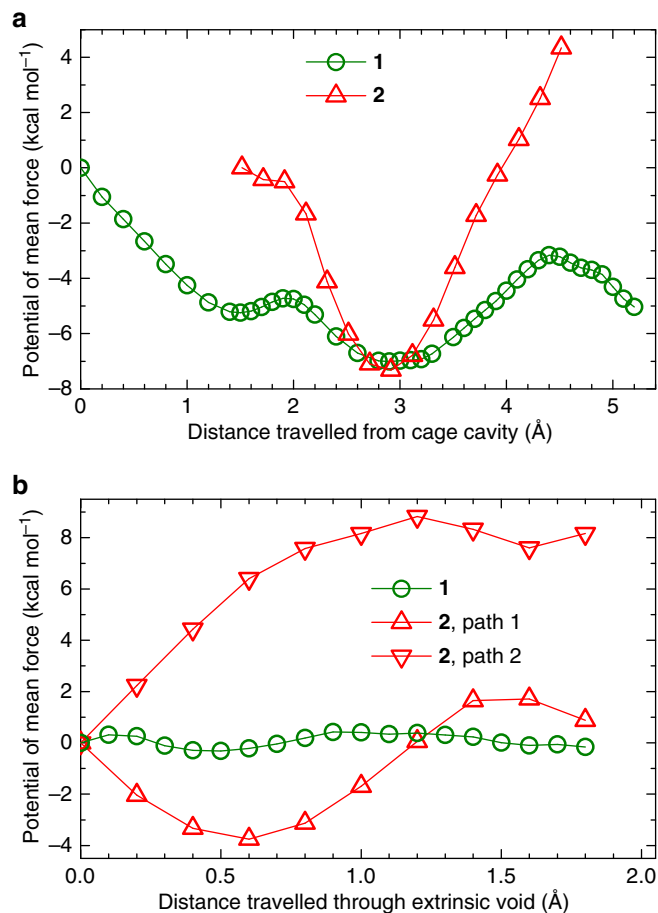 a
Potential of mean force (kcal mol⁻¹)
4
2
0
−2
−4
−6
−8
1
2
0 1 2 3 4 5
Distance travelled from cage cavity (Å)
b
Potential of mean force (kcal mol⁻¹)
8
6
4
2
0
−2
−4
1
2, path 1
2, path 2
0.0 0.5 1.0 1.5 2.0
Distance travelled through extrinsic void (Å)